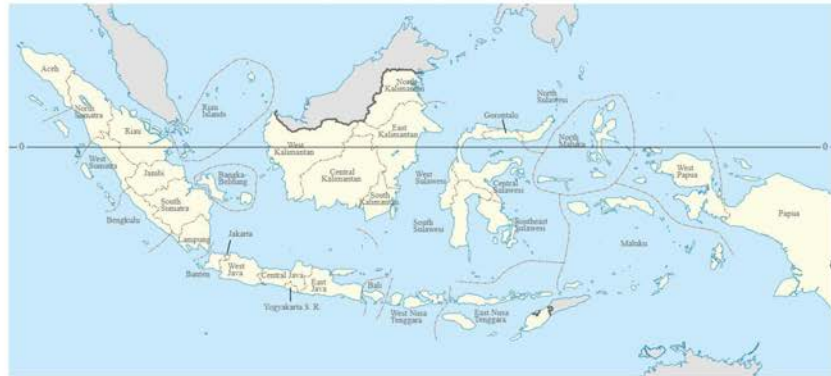 Aceh
North
Sumatra
Riau
Islands
Riau
West
Sumatra
Jambi
Bangka-
Belitung
South
Sumatra
Bengkulu
Lampung
Jakarta
Banten
West
Java
Central Java
Yogyakarta S. R.
East
Java
Bali
West Nusa
Tenggara
East Nusa
Tenggara
North
Kalimantan
East
Kalimantan
West
Kalimantan
Central
Kalimantan
South
Kalimantan
North
Sulawesi
Gorontalo
West
Sulawesi
Central
Sulawesi
South
Sulawesi
Southeast
Sulawesi
North
Maluku
Maluku
West
Papua
Papua
0
0